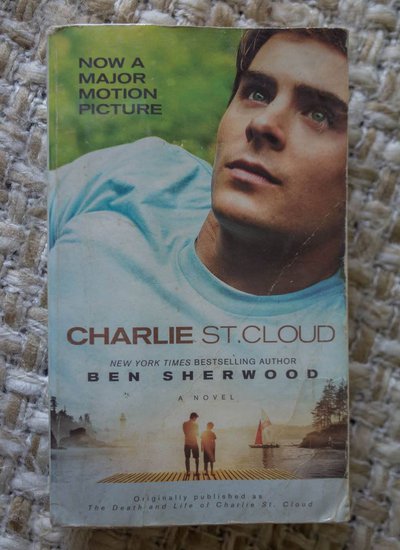 NOW A
MAJOR
MOTION
PICTURE
CHARLIE ST. CLOUD
NEW YORK TIMES BESTSELLING AUTHOR
BEN SHERWOOD
A NOVEL
Originally published as
The Death and Life of Charlie St. Cloud